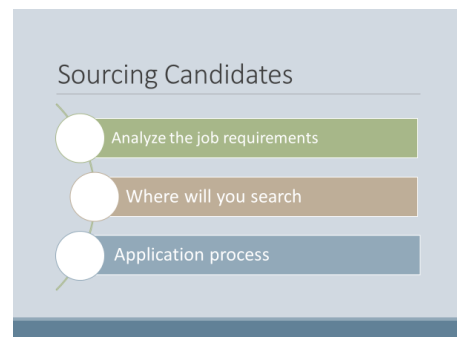 Sourcing Candidates
Analyze the job requirements
Where will you search
Application process